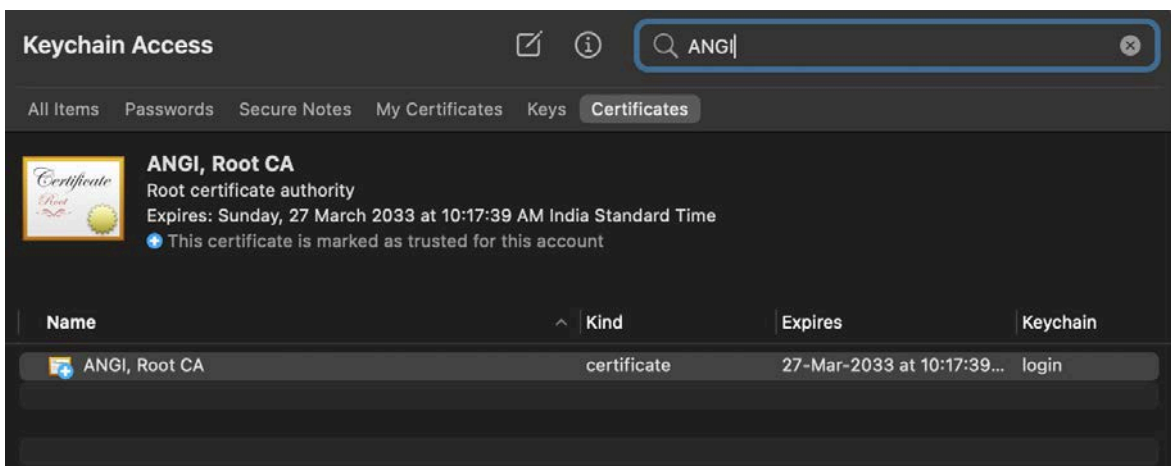 Keychain Access
ANGI
All Items Passwords Secure Notes My Certificates Keys Certificates
Certificate
Root
ANGI, Root CA
Root certificate authority
Expires: Sunday, 27 March 2033 at 10:17:39 AM India Standard Time
This certificate is marked as trusted for this account
Name Kind Expires Keychain
ANGI, Root CA certificate 27-Mar-2033 at 10:17:39... login